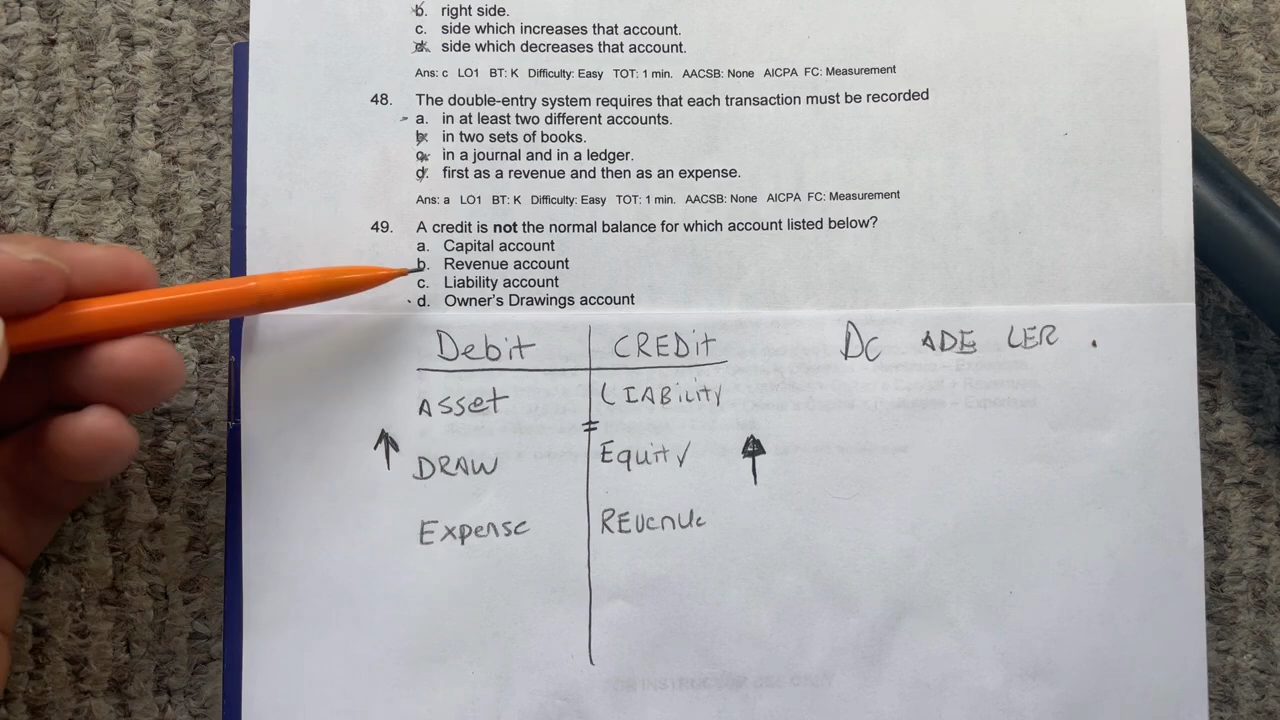 b. right side.
c. side which increases that account.
d. side which decreases that account.
Ans: c LO1 BT: K Difficulty: Easy TOT: 1 min. AACSB: None AICPA FC: Measurement
48. The double-entry system requires that each transaction must be recorded
a. in at least two different accounts.
b. in two sets of books.
c. in a journal and in a ledger.
d. first as a revenue and then as an expense.
Ans: a LO1 BT: K Difficulty: Easy TOT: 1 min. AACSB: None AICPA FC: Measurement
49. A credit is not the normal balance for which account listed below?
a. Capital account
b. Revenue account
c. Liability account
d. Owner's Drawings account
Debit CREDit DC ADE LER .
Asset LIABility
=
↑ DRAW Equity ↑
Expense REVenue